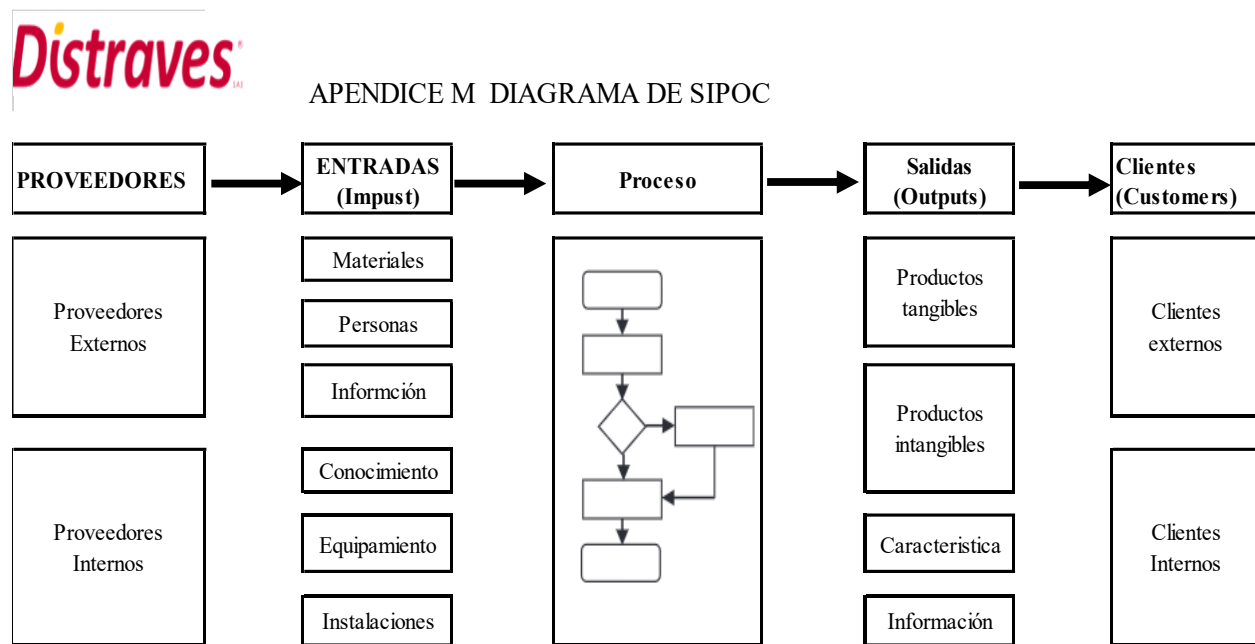 Distraves
APENDICE M DIAGRAMA DE SIPOC
PROVEEDORES
ENTRADAS
(Impust)
Proceso
Salidas
(Outputs)
Clientes
(Customers)
Proveedores
Externos
Proveedores
Internos
Materiales
Personas
Informción
Conocimiento
Equipamiento
Instalaciones
Productos
tangibles
Productos
intangibles
Caracteristica
Información
Clientes
externos
Clientes
Internos